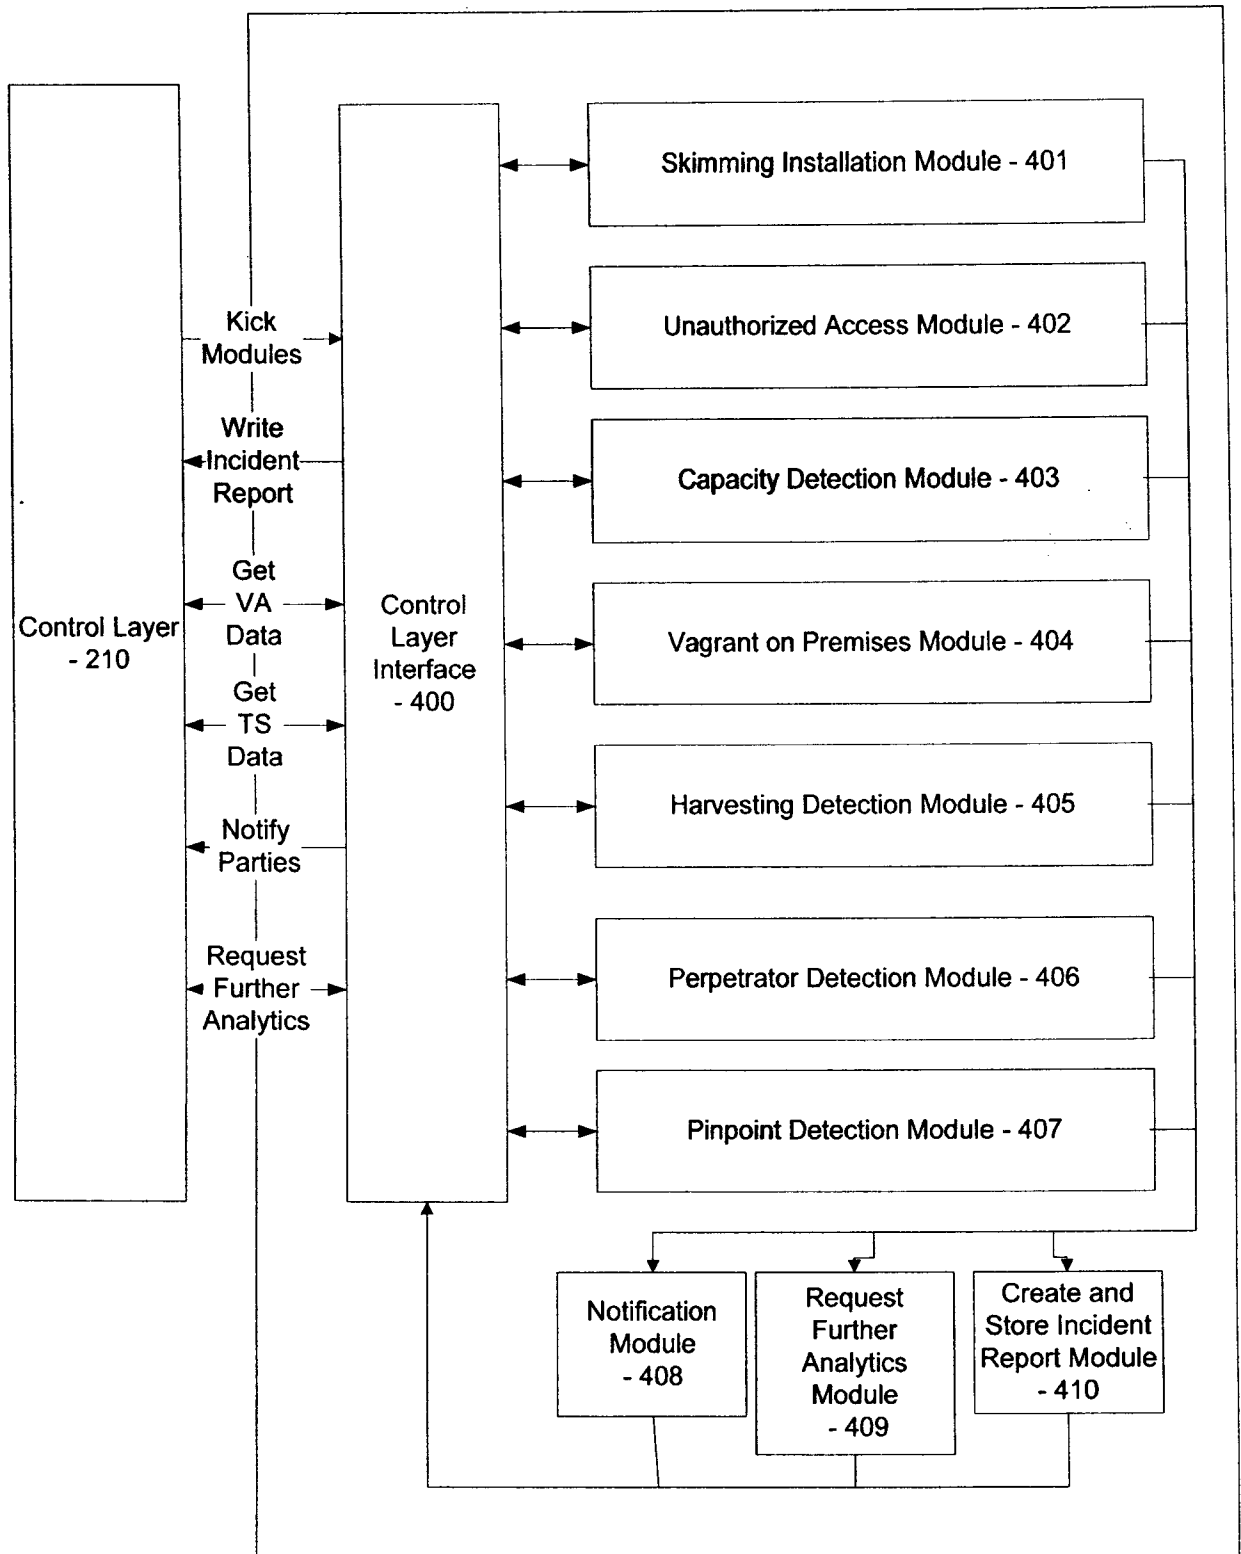 Control Layer
- 210
Kick
Modules
Write
Incident
Report
Get
VA
Data
Get
TS
Data
Notify
Parties
Request
Further
Analytics
Control
Layer
Interface
- 400
Skimming Installation Module - 401
Unauthorized Access Module - 402
Capacity Detection Module - 403
Vagrant on Premises Module - 404
Harvesting Detection Module - 405
Perpetrator Detection Module - 406
Pinpoint Detection Module - 407
Notification
Module
- 408
Request
Further
Analytics
Module
- 409
Create and
Store Incident
Report Module
- 410